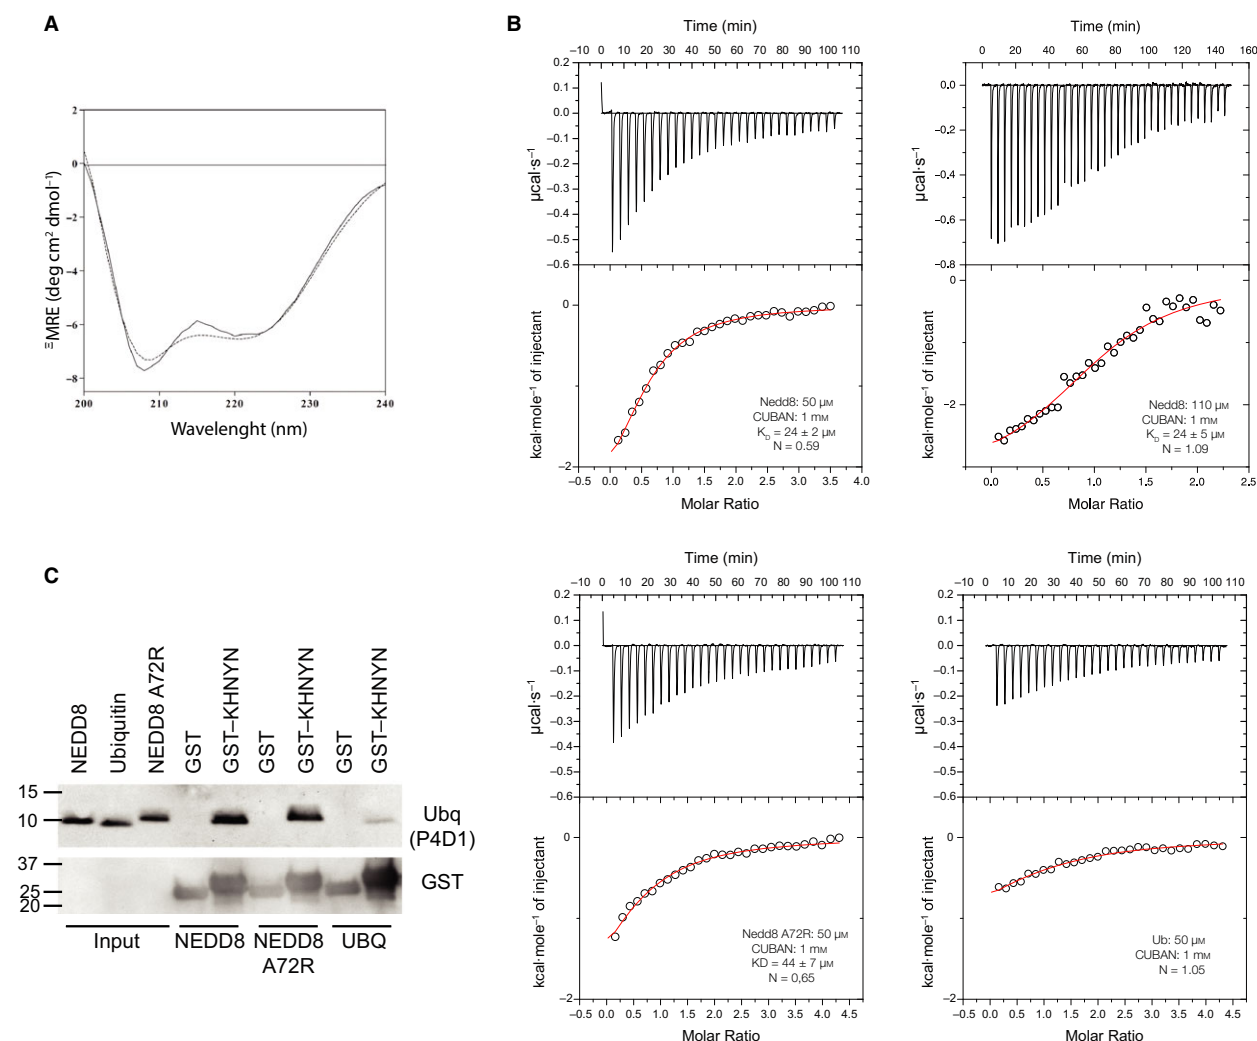 A
2
0
−2
−4
−6
−8
200
210
220
230
240
ΞMRE (deg cm² dmol⁻¹)
Wavelenght (nm)
B
Time (min)
−10 0 10 20 30 40 50 60 70 80 90 100 110
0.2
0.1
0.0
−0.1
−0.2
−0.3
−0.4
−0.5
−0.6
µcal·s⁻¹
0
−2
kcal·mole⁻¹ of injectant
Nedd8: 50 µM
CUBAN: 1 mM
K_D = 24 ± 2 µM
N = 0.59
−0.5 0.0 0.5 1.0 1.5 2.0 2.5 3.0 3.5 4.0
Molar Ratio
Time (min)
0 20 40 60 80 100 120 140 160
0.0
−0.2
−0.4
−0.6
−0.8
µcal·s⁻¹
0
−2
kcal·mole⁻¹ of injectant
Nedd8: 110 µM
CUBAN: 1 mM
K_D = 24 ± 5 µM
N = 1.09
0.0 0.5 1.0 1.5 2.0 2.5
Molar Ratio
C
NEDD8
Ubiquitin
NEDD8 A72R
GST
GST–KHNYN
GST
GST–KHNYN
GST
GST–KHNYN
15
10
Ubq
(P4D1)
37
25
20
GST
Input
NEDD8
NEDD8
A72R
UBQ
Time (min)
−10 0 10 20 30 40 50 60 70 80 90 100 110
0.2
0.1
0.0
−0.1
−0.2
−0.3
−0.4
−0.5
−0.6
µcal·s⁻¹
0
−2
kcal·mole⁻¹ of injectant
Nedd8 A72R: 50 µM
CUBAN: 1 mM
KD = 44 ± 7 µM
N = 0,65
−0.5 0.0 0.5 1.0 1.5 2.0 2.5 3.0 3.5 4.0 4.5
Molar Ratio
Time (min)
−10 0 10 20 30 40 50 60 70 80 90 100 110
0.2
0.1
0.0
−0.1
−0.2
−0.3
−0.4
−0.5
−0.6
µcal·s⁻¹
0
−2
kcal·mole⁻¹ of injectant
Ub: 50 µM
CUBAN: 1 mM
N = 1.05
−0.5 0.0 0.5 1.0 1.5 2.0 2.5 3.0 3.5 4.0 4.5
Molar Ratio